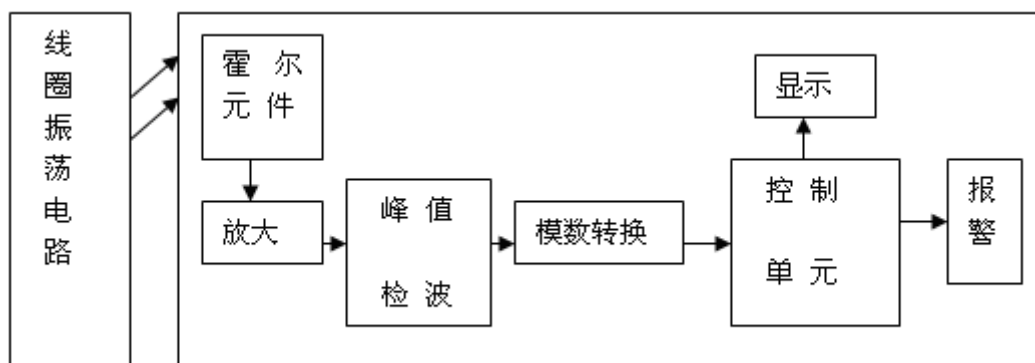 线
圈
振
荡
电
路
霍 尔
元 件
放大
峰 值
检 波
模数转换
显示
控 制
单 元
报
警